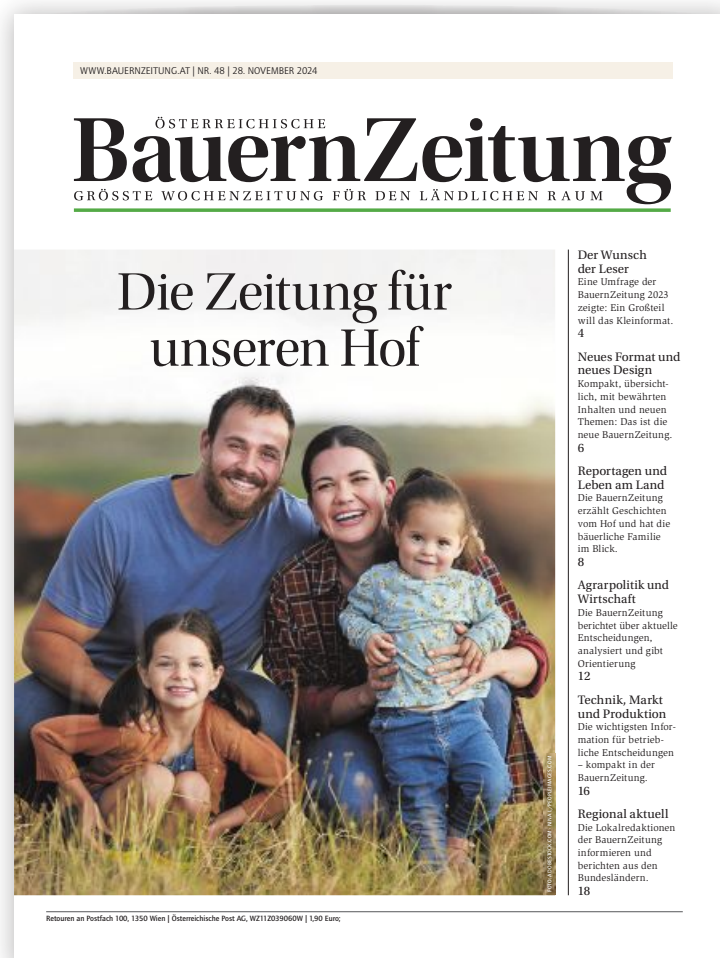 WWW.BAUERNZEITUNG.AT | NR. 48 | 28. NOVEMBER 2024
ÖSTERREICHISCHE
BauernZeitung
GRÖSSTE WOCHENZEITUNG FÜR DEN LÄNDLICHEN RAUM
Die Zeitung für
unseren Hof
Der Wunsch
der Leser
Eine Umfrage der
BauernZeitung 2023
zeigte: Ein Großteil
will das Kleinformat.
4
Neues Format und
neues Design
Kompakt, übersicht-
lich, mit bewährten
Inhalten und neuen
Themen: Das ist die
neue BauernZeitung.
6
Reportagen und
Leben am Land
Die BauernZeitung
erzählt Geschichten
vom Hof und hat die
bäuerliche Familie
im Blick.
8
Agrarpolitik und
Wirtschaft
Die BauernZeitung
berichtet über aktuelle
Entscheidungen,
analysiert und gibt
Orientierung
12
Technik, Markt
und Produktion
Die wichtigsten Infor-
mation für betrieb-
liche Entscheidungen
– kompakt in der
BauernZeitung.
16
Regional aktuell
Die Lokalredaktionen
der BauernZeitung
informieren und
berichten aus den
Bundesländern.
18
Retouren an Postfach 100, 1350 Wien | Österreichische Post AG, WZ11Z039060W | 1,90 Euro;